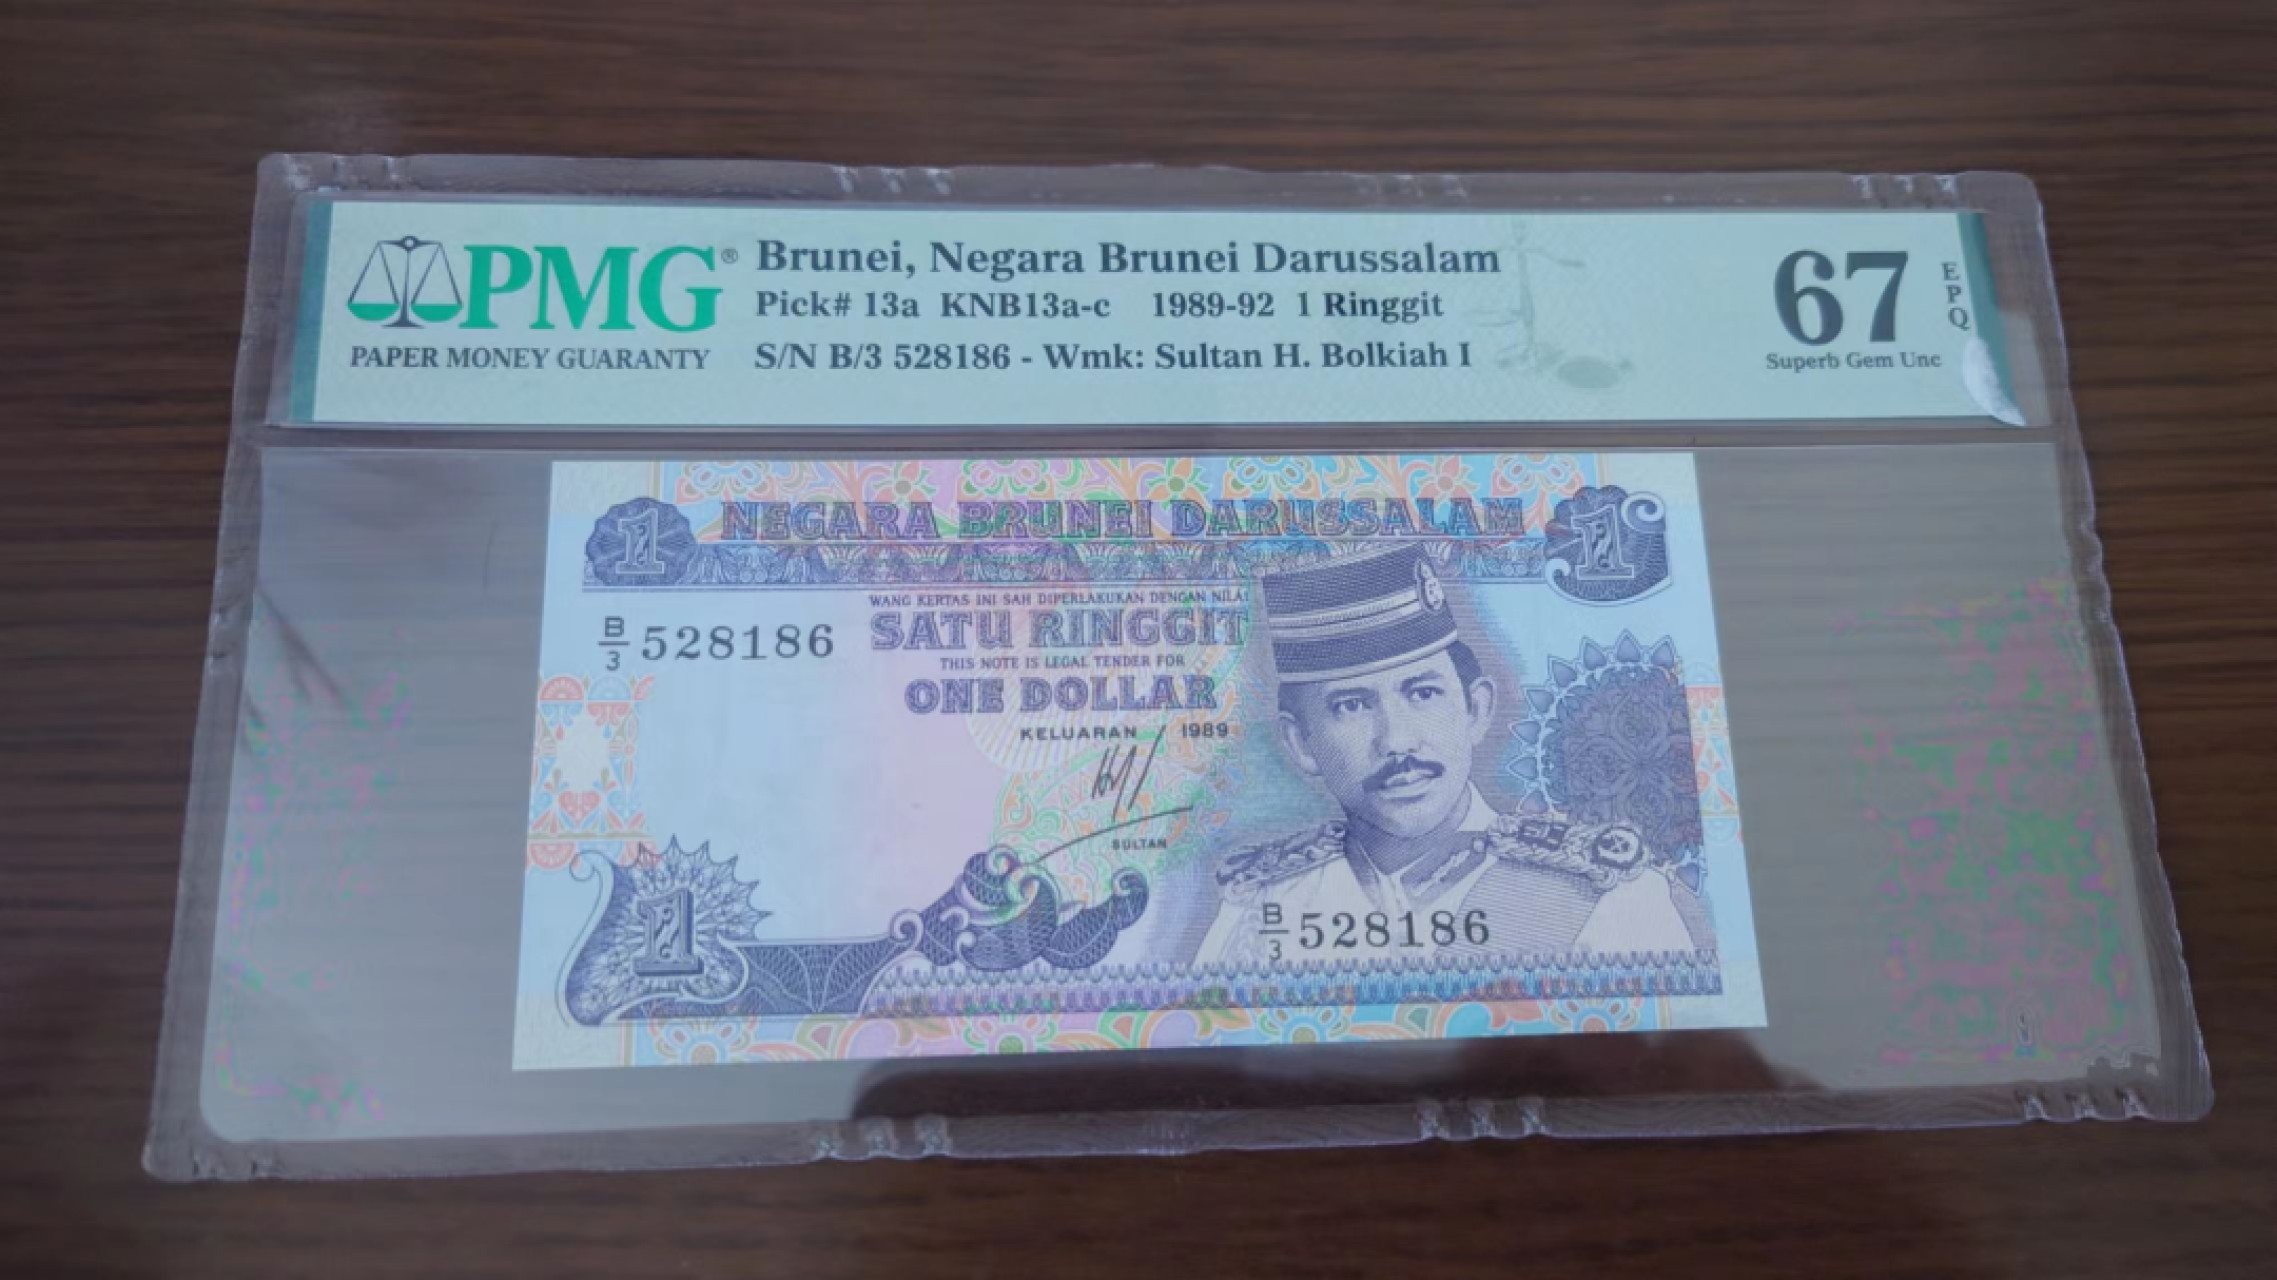 PMG®
PAPER MONEY GUARANTY
Brunei, Negara Brunei Darussalam
Pick# 13a KNB13a-c 1989-92 1 Ringgit
S/N B/3 528186 - Wmk: Sultan H. Bolkiah I
67
EPQ
Superb Gem Unc
1 NEGARA BRUNEI DARUSSALAM 1
WANG KERTAS INI SAH DIPERLAKUKAN DENGAN NILAI
B/3 528186
SATU RINGGIT
THIS NOTE IS LEGAL TENDER FOR
ONE DOLLAR
KELUARAN 1989
SULTAN
1
B/3 528186